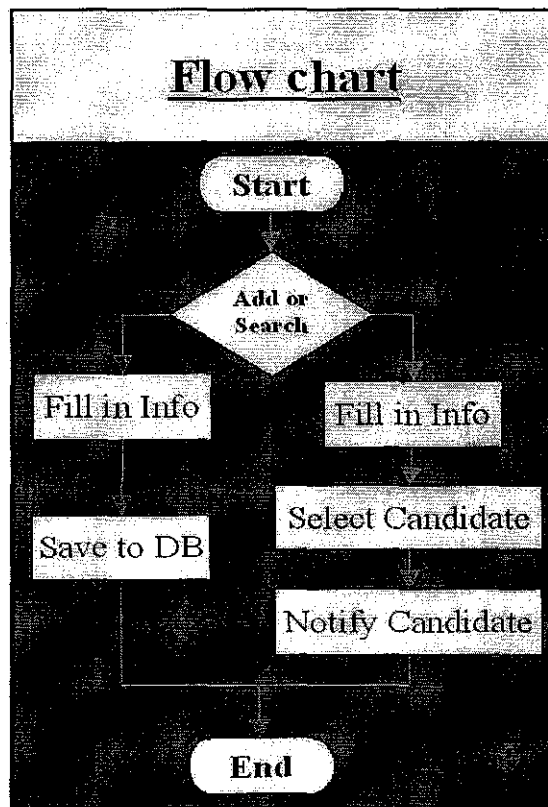 Flow chart
Start
Add or
Search
Fill in Info
Save to DB
Fill in Info
Select Candidate
Notify Candidate
End